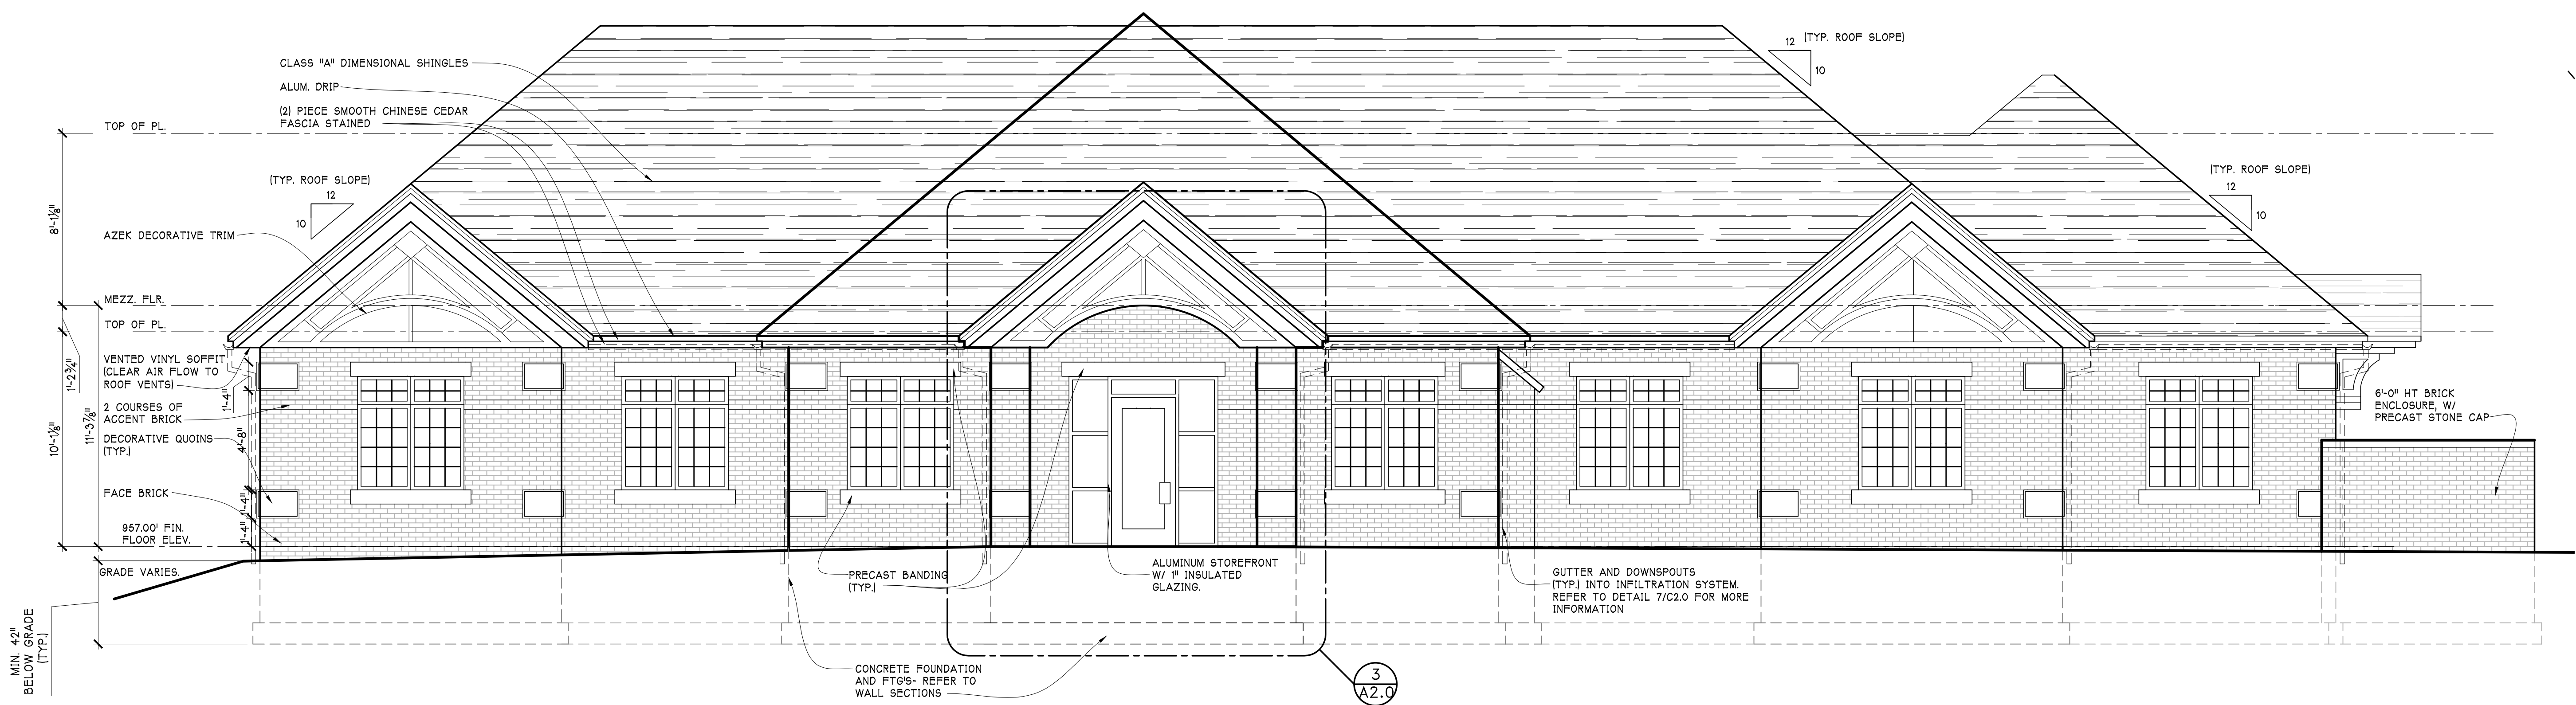 CLASS "A" DIMENSIONAL SHINGLES
ALUM. DRIP
(2) PIECE SMOOTH CHINESE CEDAR
FASCIA STAINED
TOP OF PL.
(TYP. ROOF SLOPE)
12
10
8'-1⅛"
AZEK DECORATIVE TRIM
MEZZ. FLR.
TOP OF PL.
1'-2¾"
VENTED VINYL SOFFIT
(CLEAR AIR FLOW TO
ROOF VENTS)
1'-4"
2 COURSES OF
ACCENT BRICK
10'-1⅛"
11'-3⅞"
4'-8"
DECORATIVE QUOINS
(TYP.)
FACE BRICK
1'-4"
1'-4"
957.00' FIN.
FLOOR ELEV.
GRADE VARIES.
MIN. 42"
BELOW GRADE
(TYP.)
PRECAST BANDING
(TYP.)
CONCRETE FOUNDATION
AND FTG'S- REFER TO
WALL SECTIONS
ALUMINUM STOREFRONT
W/ 1" INSULATED
GLAZING.
3
A2.0
GUTTER AND DOWNSPOUTS
(TYP.) INTO INFILTRATION SYSTEM.
REFER TO DETAIL 7/C2.0 FOR MORE
INFORMATION
12 (TYP. ROOF SLOPE)
10
(TYP. ROOF SLOPE)
12
10
6'-0" HT BRICK
ENCLOSURE, W/
PRECAST STONE CAP